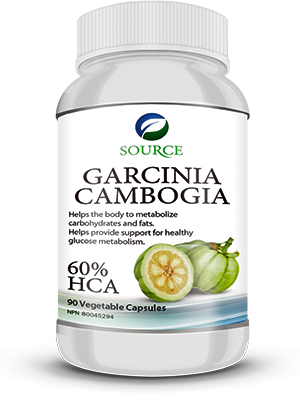 SOURCE
GARCINIA
CAMBOGIA
Helps the body to metabolize
carbohydrates and fats.
Helps provide support for healthy
glucose metabolism.
60%
HCA
90 Vegetable Capsules
NPN 80045294